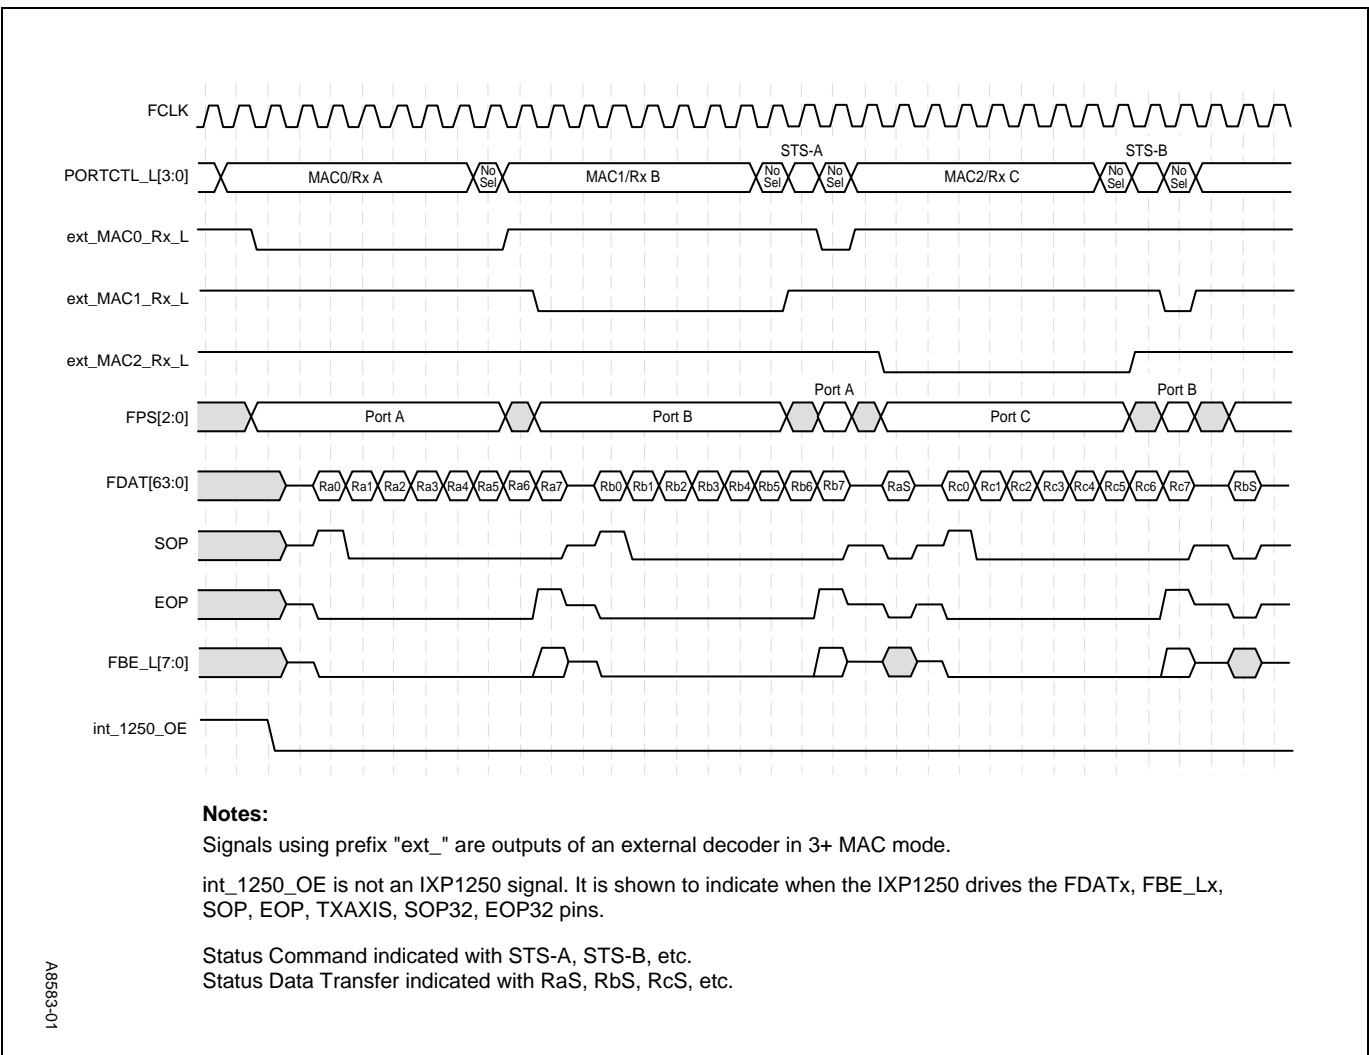 FCLK
STS-A
STS-B
PORTCTL_L[3:0]
MAC0/Rx A
No Sel
MAC1/Rx B
No Sel
No Sel
MAC2/Rx C
No Sel
No Sel
ext_MAC0_Rx_L
ext_MAC1_Rx_L
ext_MAC2_Rx_L
Port A
Port B
FPS[2:0]
Port A
Port B
Port C
FDAT[63:0]
Ra0 Ra1 Ra2 Ra3 Ra4 Ra5 Ra6 Ra7 Rb0 Rb1 Rb2 Rb3 Rb4 Rb5 Rb6 Rb7 RaS Rc0 Rc1 Rc2 Rc3 Rc4 Rc5 Rc6 Rc7 RbS
SOP
EOP
FBE_L[7:0]
int_1250_OE
Notes:
Signals using prefix "ext_" are outputs of an external decoder in 3+ MAC mode.
int_1250_OE is not an IXP1250 signal. It is shown to indicate when the IXP1250 drives the FDATx, FBE_Lx,
SOP, EOP, TXAXIS, SOP32, EOP32 pins.
Status Command indicated with STS-A, STS-B, etc.
Status Data Transfer indicated with RaS, RbS, RcS, etc.
A8583-01